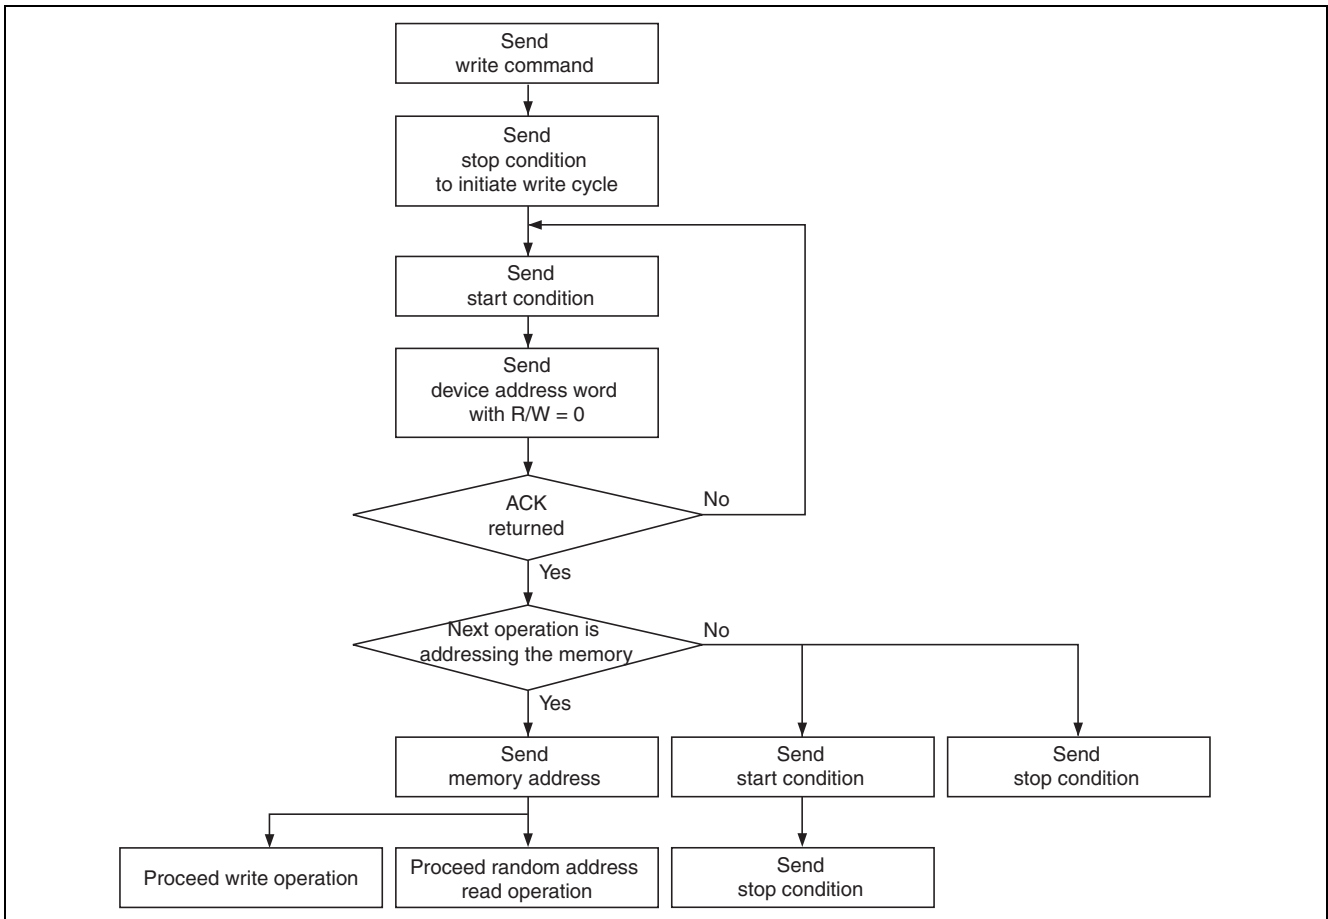 Send
write command
Send
stop condition
to initiate write cycle
Send
start condition
Send
device address word
with R/W = 0
ACK
returned
No
Yes
Next operation is
addressing the memory
No
Yes
Send
memory address
Send
start condition
Send
stop condition
Proceed write operation
Proceed random address
read operation
Send
stop condition